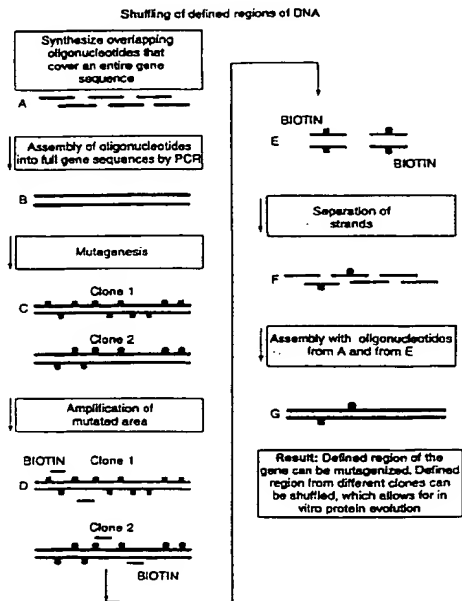 Shuffling of defined regions of DNA
Synthesize overlapping
oligonucleotides that
cover an entire gene
sequence
A
Assembly of oligonucleotides
into full gene sequences by PCR
B
Mutagenesis
Clone 1
C
Clone 2
Amplification of
mutated area
BIOTIN
Clone 1
D
Clone 2
BIOTIN
BIOTIN
E
BIOTIN
Separation of
strands
F
Assembly with oligonucleotides
from A and from E
G
Result: Defined region of the
gene can be mutagenized. Defined
region from different clones can
be shuffled, which allows for in
vitro protein evolution